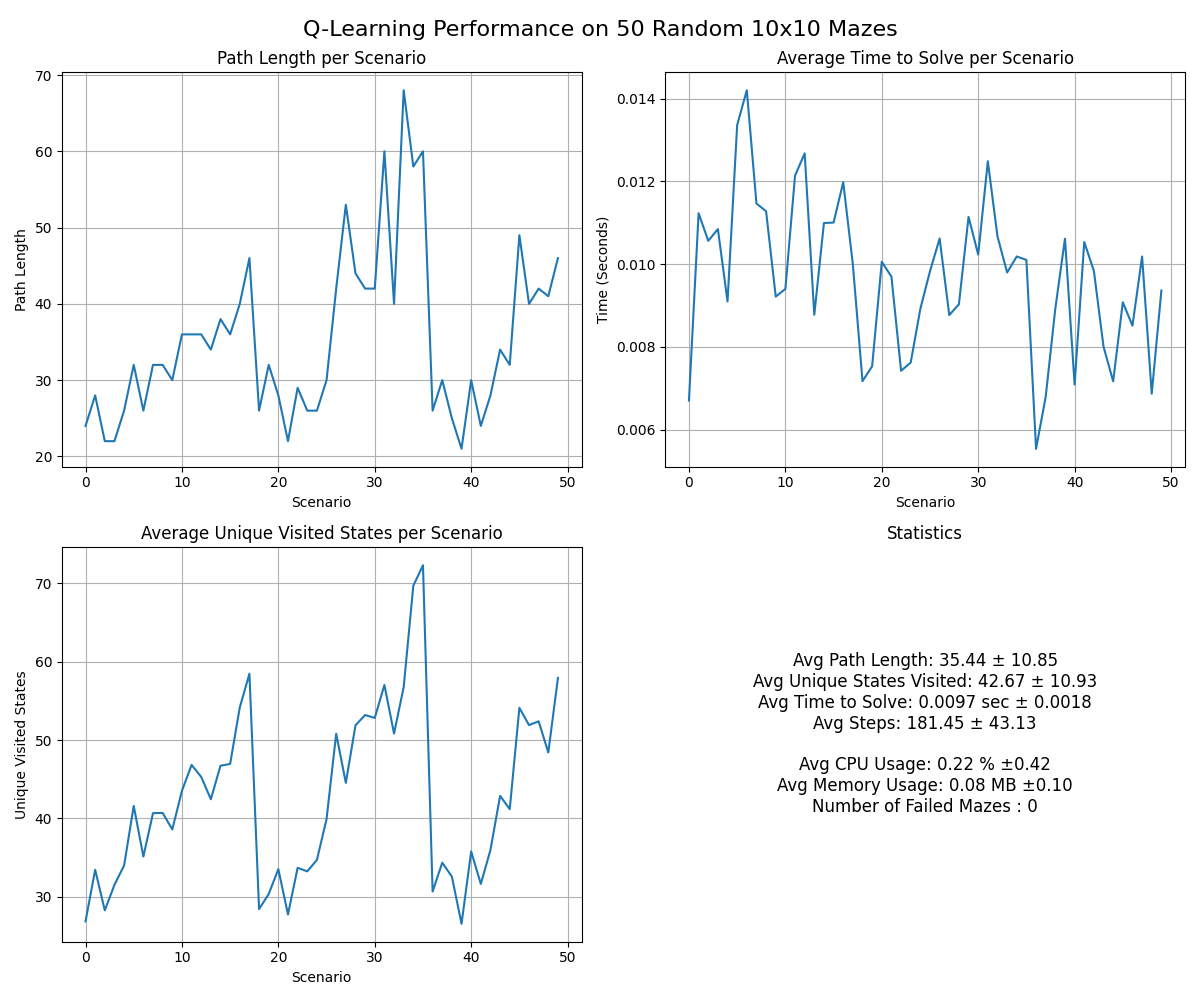 Q-Learning Performance on 50 Random 10x10 Mazes
Path Length per Scenario
70
60
50
40
30
20
Path Length
0 10 20 30 40 50
Scenario
Average Time to Solve per Scenario
0.014
0.012
0.010
0.008
0.006
Time (Seconds)
0 10 20 30 40 50
Scenario
Average Unique Visited States per Scenario
70
60
50
40
30
Unique Visited States
0 10 20 30 40 50
Scenario
Statistics
Avg Path Length: 35.44 ± 10.85
Avg Unique States Visited: 42.67 ± 10.93
Avg Time to Solve: 0.0097 sec ± 0.0018
Avg Steps: 181.45 ± 43.13
Avg CPU Usage: 0.22 % ±0.42
Avg Memory Usage: 0.08 MB ±0.10
Number of Failed Mazes : 0